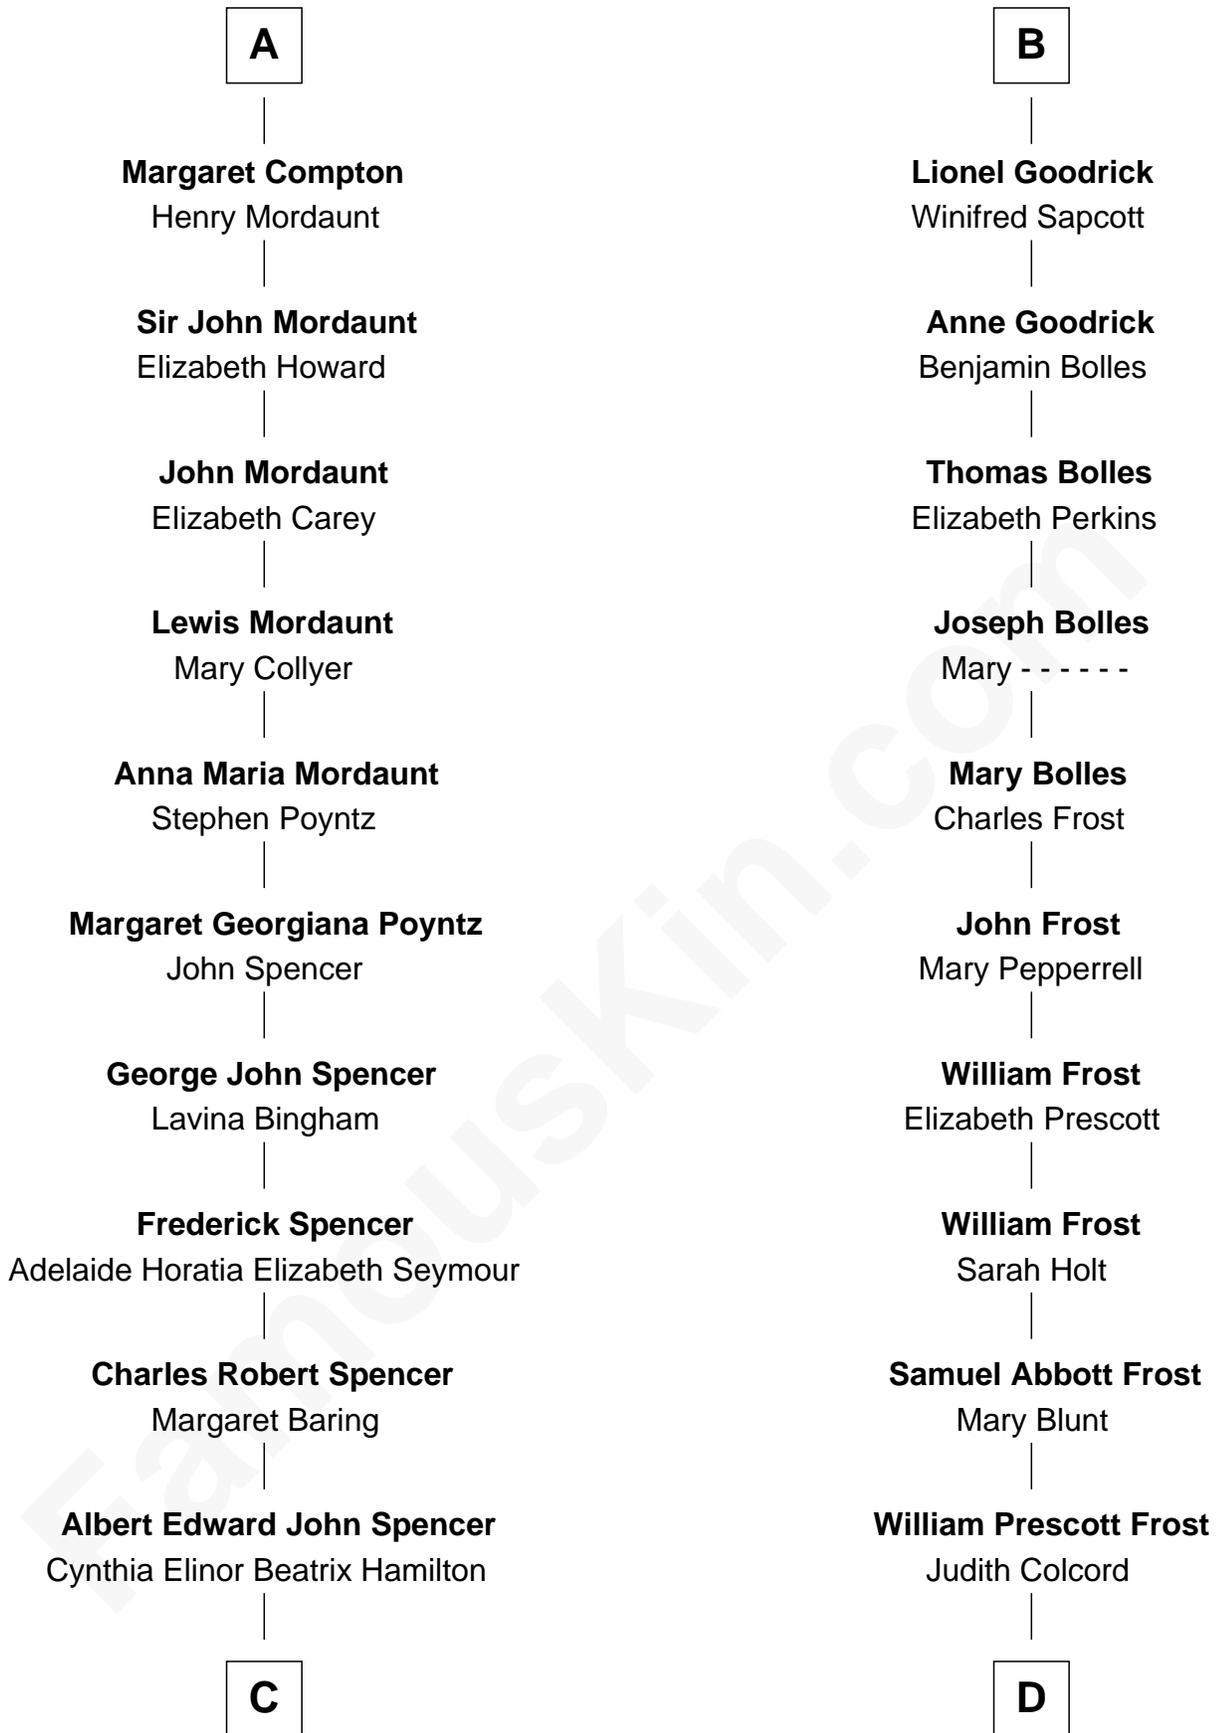 A
Margaret Compton
Henry Mordaunt
Sir John Mordaunt
Elizabeth Howard
John Mordaunt
Elizabeth Carey
Lewis Mordaunt
Mary Collyer
Anna Maria Mordaunt
Stephen Poyntz
Margaret Georgiana Poyntz
John Spencer
George John Spencer
Lavina Bingham
Frederick Spencer
Adelaide Horatia Elizabeth Seymour
Charles Robert Spencer
Margaret Baring
Albert Edward John Spencer
Cynthia Elinor Beatrix Hamilton
C
B
Lionel Goodrick
Winifred Sapcott
Anne Goodrick
Benjamin Bolles
Thomas Bolles
Elizabeth Perkins
Joseph Bolles
Mary - - - - - -
Mary Bolles
Charles Frost
John Frost
Mary Pepperrell
William Frost
Elizabeth Prescott
William Frost
Sarah Holt
Samuel Abbott Frost
Mary Blunt
William Prescott Frost
Judith Colcord
D
FamousKin.com